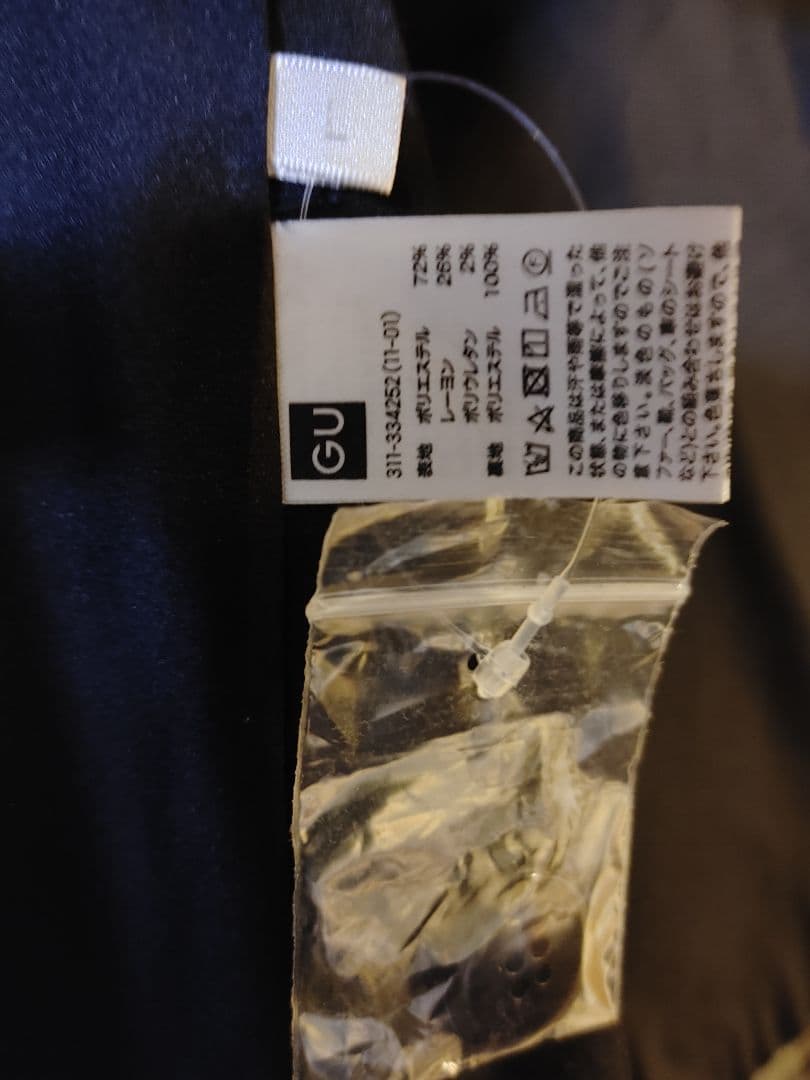 L
GU
311-334252(11-01)
表地 ポリエステル 72%
レーヨン 26%
ポリウレタン 2%
裏地 ポリエステル 100%
この商品は汗や雨等で湿った
状態、または摩擦によって、他
の物に色移りしますのでご注
意下さい。淡色のもの(ソ
ファー、靴、バッグ、車のシート
など)との組み合わせはお避け
下さい。色落ちしますので、他